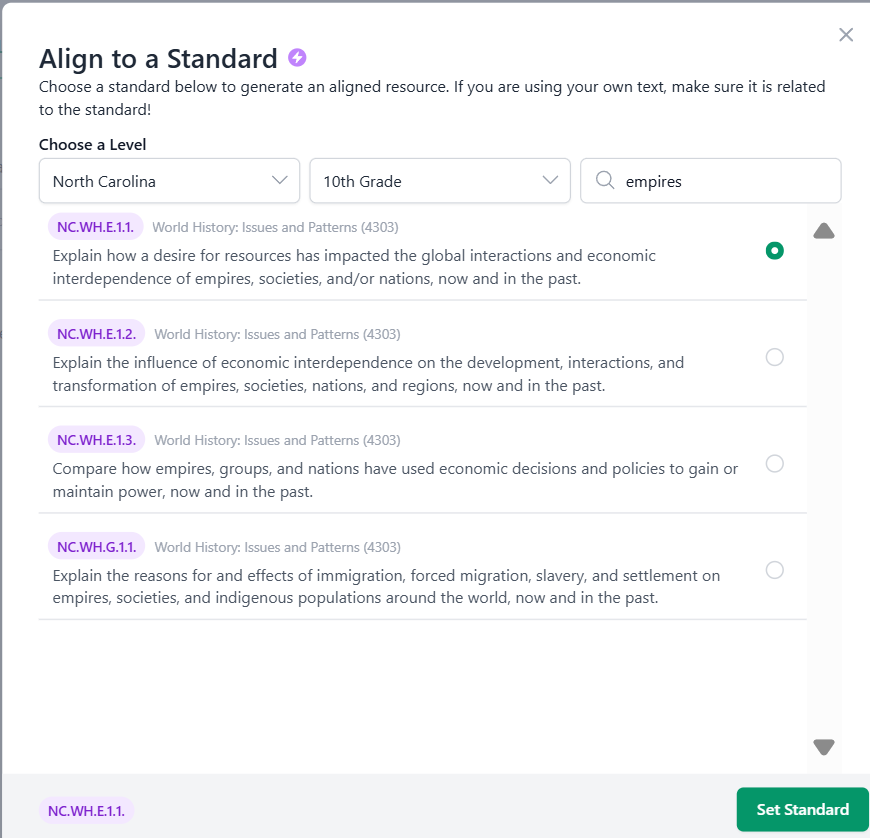 Align to a Standard
Choose a standard below to generate an aligned resource. If you are using your own text, make sure it is related
to the standard!
Choose a Level
North Carolina
10th Grade
empires
NC.WH.E.1.1. World History: Issues and Patterns (4303)
Explain how a desire for resources has impacted the global interactions and economic
interdependence of empires, societies, and/or nations, now and in the past.
NC.WH.E.1.2. World History: Issues and Patterns (4303)
Explain the influence of economic interdependence on the development, interactions, and
transformation of empires, societies, nations, and regions, now and in the past.
NC.WH.E.1.3. World History: Issues and Patterns (4303)
Compare how empires, groups, and nations have used economic decisions and policies to gain or
maintain power, now and in the past.
NC.WH.G.1.1. World History: Issues and Patterns (4303)
Explain the reasons for and effects of immigration, forced migration, slavery, and settlement on
empires, societies, and indigenous populations around the world, now and in the past.
NC.WH.E.1.1.
Set Standard